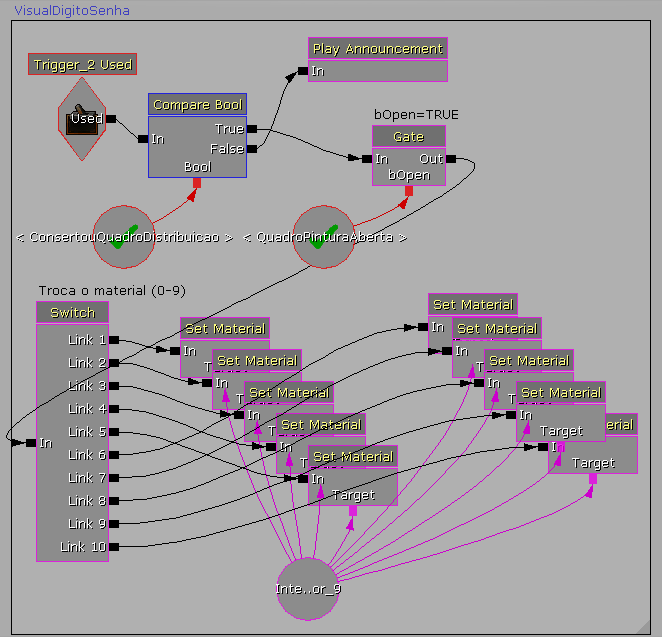 VisualDigitoSenha
Play Announcement
In
Trigger_2 Used
Used
Compare Bool
In
True
False
Bool
bOpen=TRUE
Gate
In
Out
bOpen
< ConsertouQuadroDistribuicao >
< QuadroPinturaAberta >
Troca o material (0-9)
Switch
In
Link 1
Link 2
Link 3
Link 4
Link 5
Link 6
Link 7
Link 8
Link 9
Link 10
Set Material
In
T
Set Material
In
T
Set Material
In
T
Set Material
In
T
Set Material
In
Target
Set Material
In
Set Material
In
T
Set Material
In
T
Set Material
In
Target
erial
I
Target
Inte..or_9